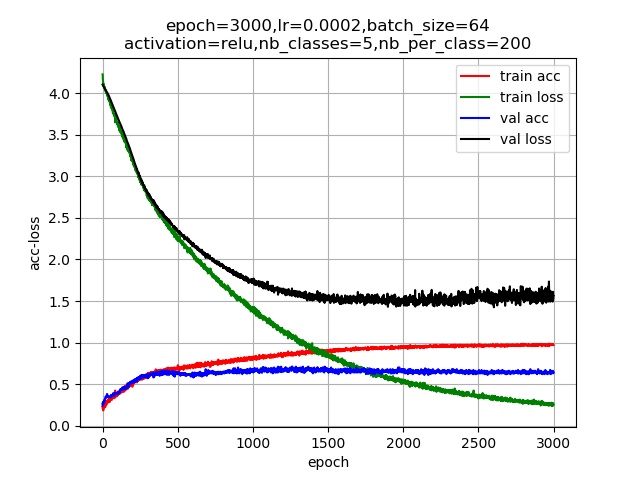 epoch=3000,lr=0.0002,batch_size=64
activation=relu,nb_classes=5,nb_per_class=200
train acc
train loss
val acc
val loss
acc-loss
4.0
3.5
3.0
2.5
2.0
1.5
1.0
0.5
0.0
0 500 1000 1500 2000 2500 3000
epoch